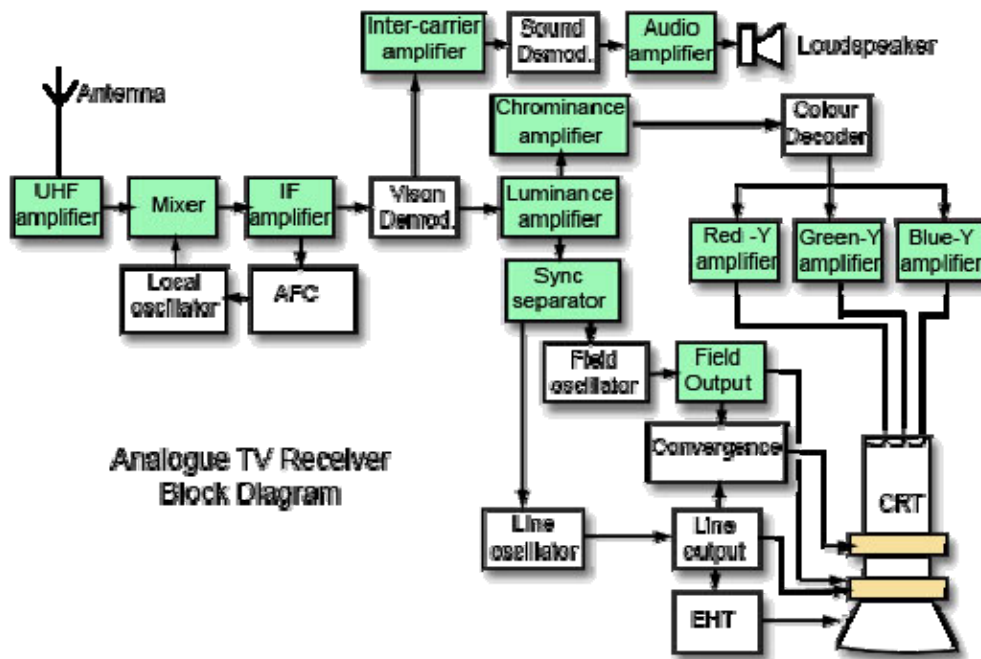 Inter-carrier
amplifier
Sound
Demod.
Audio
amplifier
Loudspeaker
Antenna
Chrominance
amplifier
Colour
Decoder
UHF
amplifier
Mixer
IF
amplifier
Vison
Demod.
Luminance
amplifier
Red -Y
amplifier
Green-Y
amplifier
Blue-Y
amplifier
Local
oscillator
AFC
Sync
separator
Field
oscillator
Field
Output
Convergence
Analogue TV Receiver
Block Diagram
CRT
Line
oscillator
Line
output
EHT